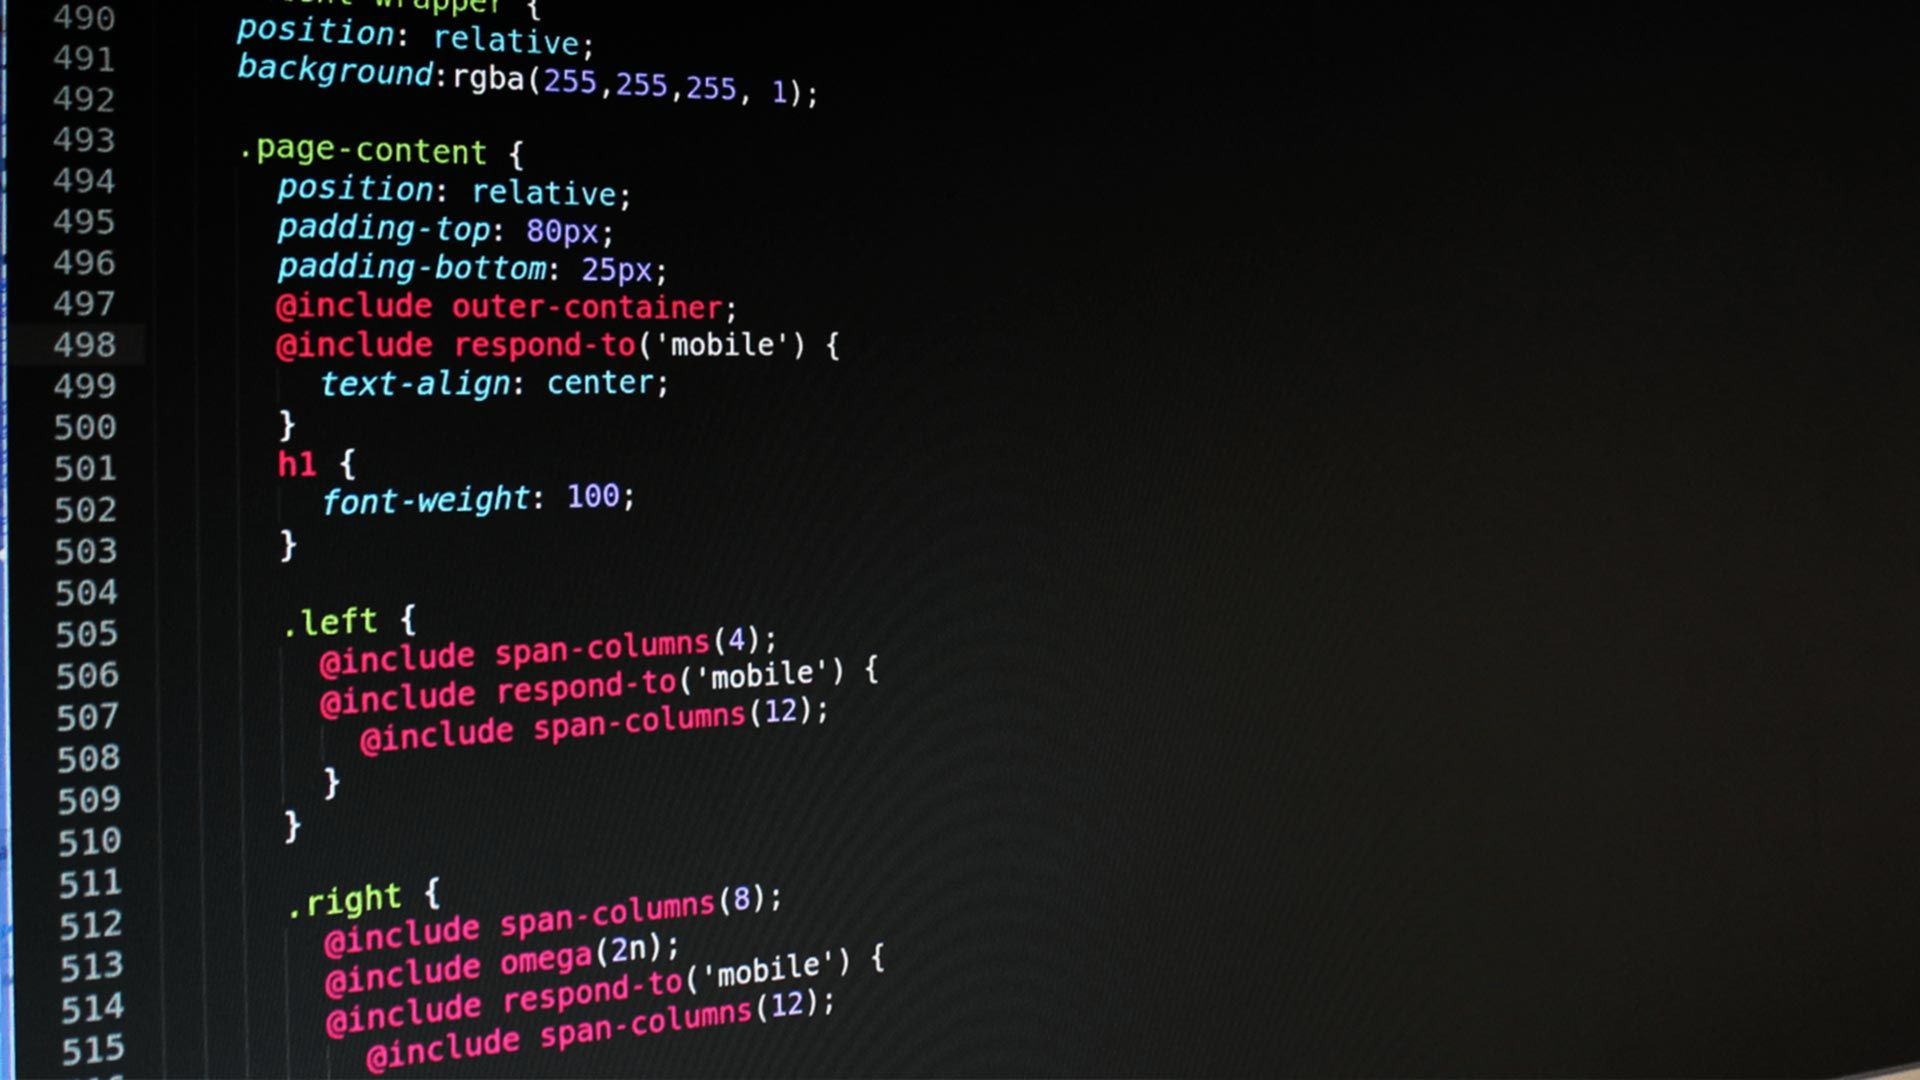 490
491
492
493
494
495
496
497
498
499
500
501
502
503
504
505
506
507
508
509
510
511
512
513
514
515
wrapper {
position: relative;
background:rgba(255,255,255, 1);
.page-content {
position: relative;
padding-top: 80px;
padding-bottom: 25px;
@include outer-container;
@include respond-to('mobile') {
text-align: center;
}
h1 {
font-weight: 100;
}
.left {
@include span-columns(4);
@include respond-to('mobile') {
@include span-columns(12);
}
}
.right {
@include span-columns(8);
@include omega(2n);
@include respond-to('mobile') {
@include span-columns(12);